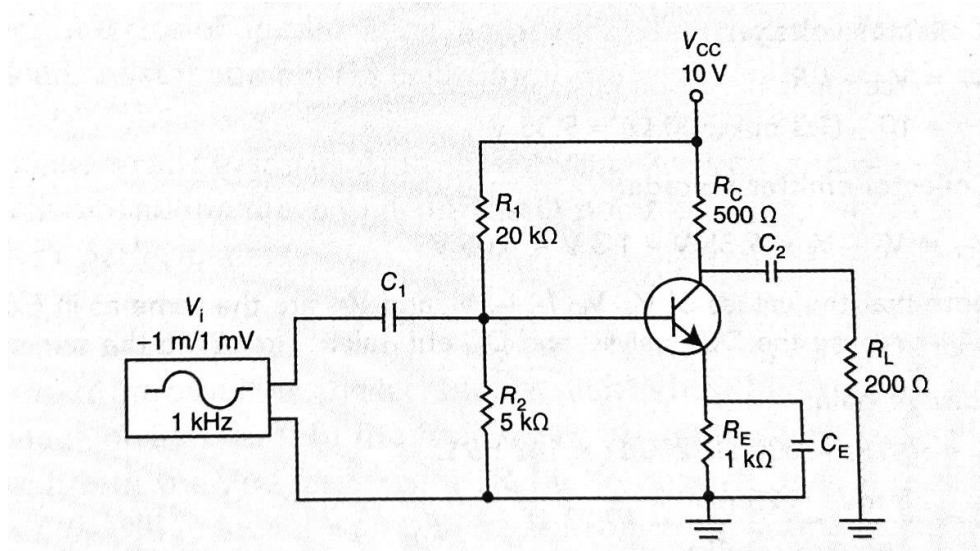 V_CC
10 V
R_1
20 kΩ
R_C
500 Ω
C_2
C_1
V_i
–1 m/1 mV
1 kHz
R_2
5 kΩ
R_L
200 Ω
R_E
1 kΩ
C_E